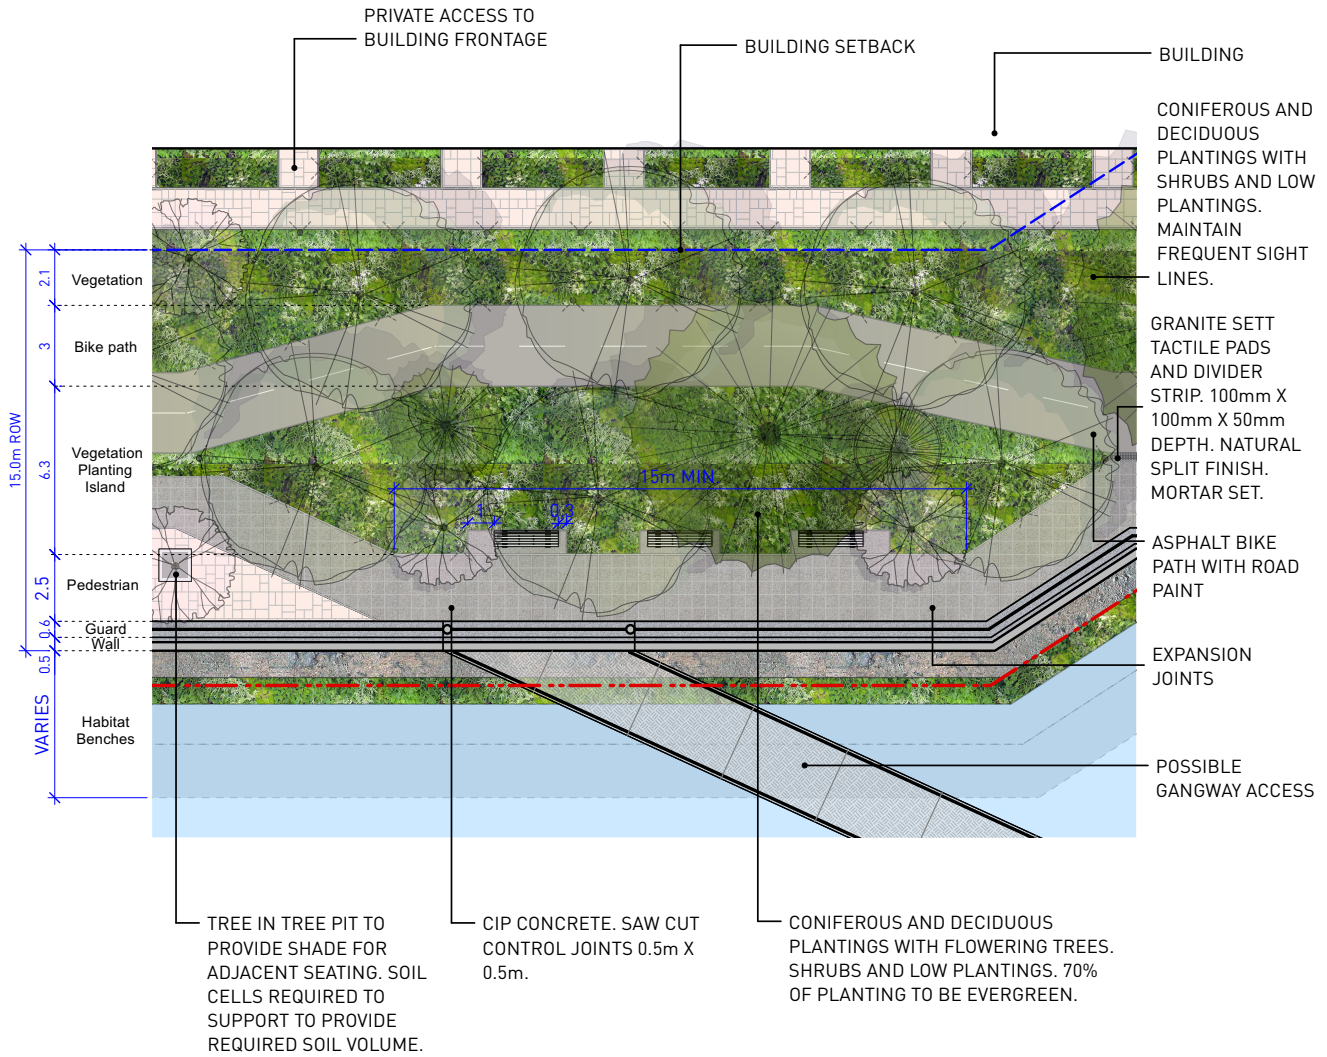 PRIVATE ACCESS TO
BUILDING FRONTAGE
BUILDING SETBACK
BUILDING
CONIFEROUS AND
DECIDUOUS
PLANTINGS WITH
SHRUBS AND LOW
PLANTINGS.
MAINTAIN
FREQUENT SIGHT
LINES.
GRANITE SETT
TACTILE PADS
AND DIVIDER
STRIP. 100mm X
100mm X 50mm
DEPTH. NATURAL
SPLIT FINISH.
MORTAR SET.
ASPHALT BIKE
PATH WITH ROAD
PAINT
EXPANSION
JOINTS
POSSIBLE
GANGWAY ACCESS
15.0m ROW
2.1
Vegetation
3
Bike path
6.3
Vegetation
Planting
Island
2.5
Pedestrian
0.6
Guard
Wall
0.5
VARIES
Habitat
Benches
15m MIN.
1
0.3
TREE IN TREE PIT TO
PROVIDE SHADE FOR
ADJACENT SEATING. SOIL
CELLS REQUIRED TO
SUPPORT TO PROVIDE
REQUIRED SOIL VOLUME.
CIP CONCRETE. SAW CUT
CONTROL JOINTS 0.5m X
0.5m.
CONIFEROUS AND DECIDUOUS
PLANTINGS WITH FLOWERING TREES.
SHRUBS AND LOW PLANTINGS. 70%
OF PLANTING TO BE EVERGREEN.